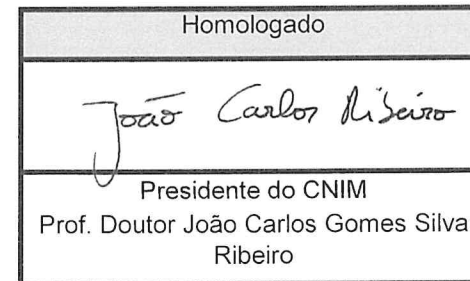 Homologado
João Carlos Ribeiro
Presidente do CNIM
Prof. Doutor João Carlos Gomes Silva
Ribeiro